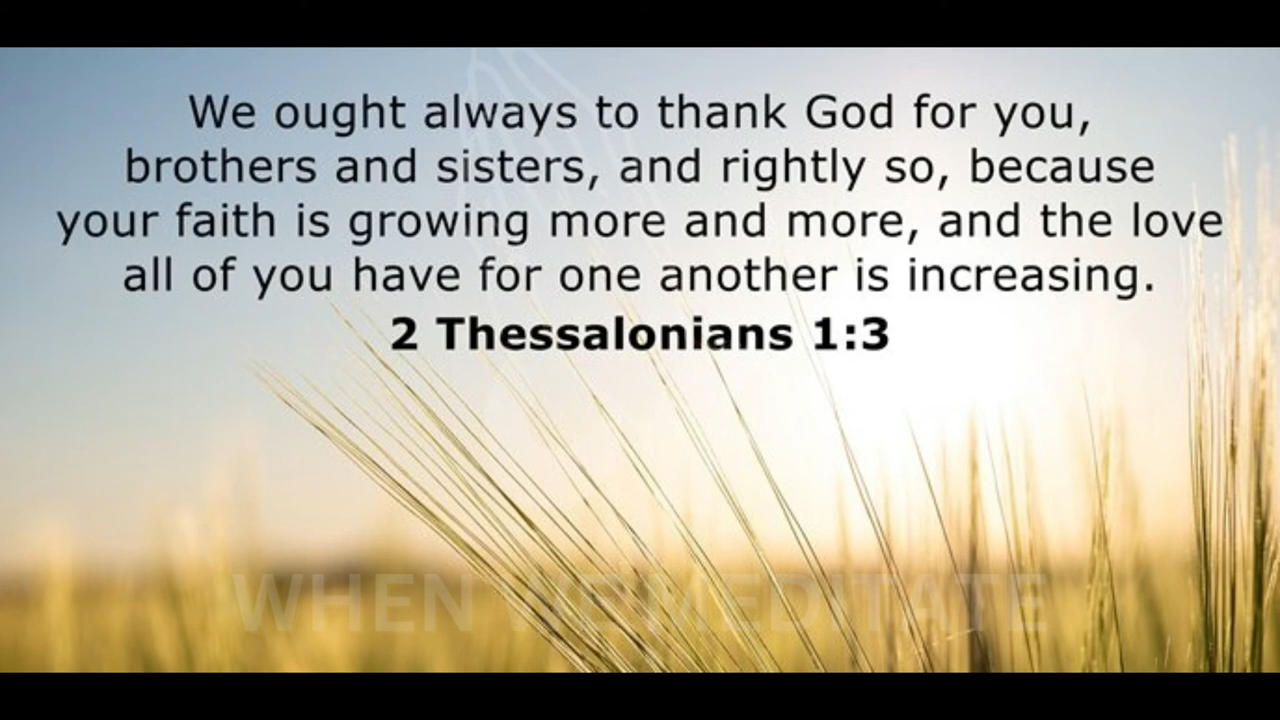 We ought always to thank God for you,
brothers and sisters, and rightly so, because
your faith is growing more and more, and the love
all of you have for one another is increasing.
2 Thessalonians 1:3
WHEN WE MEDITATE